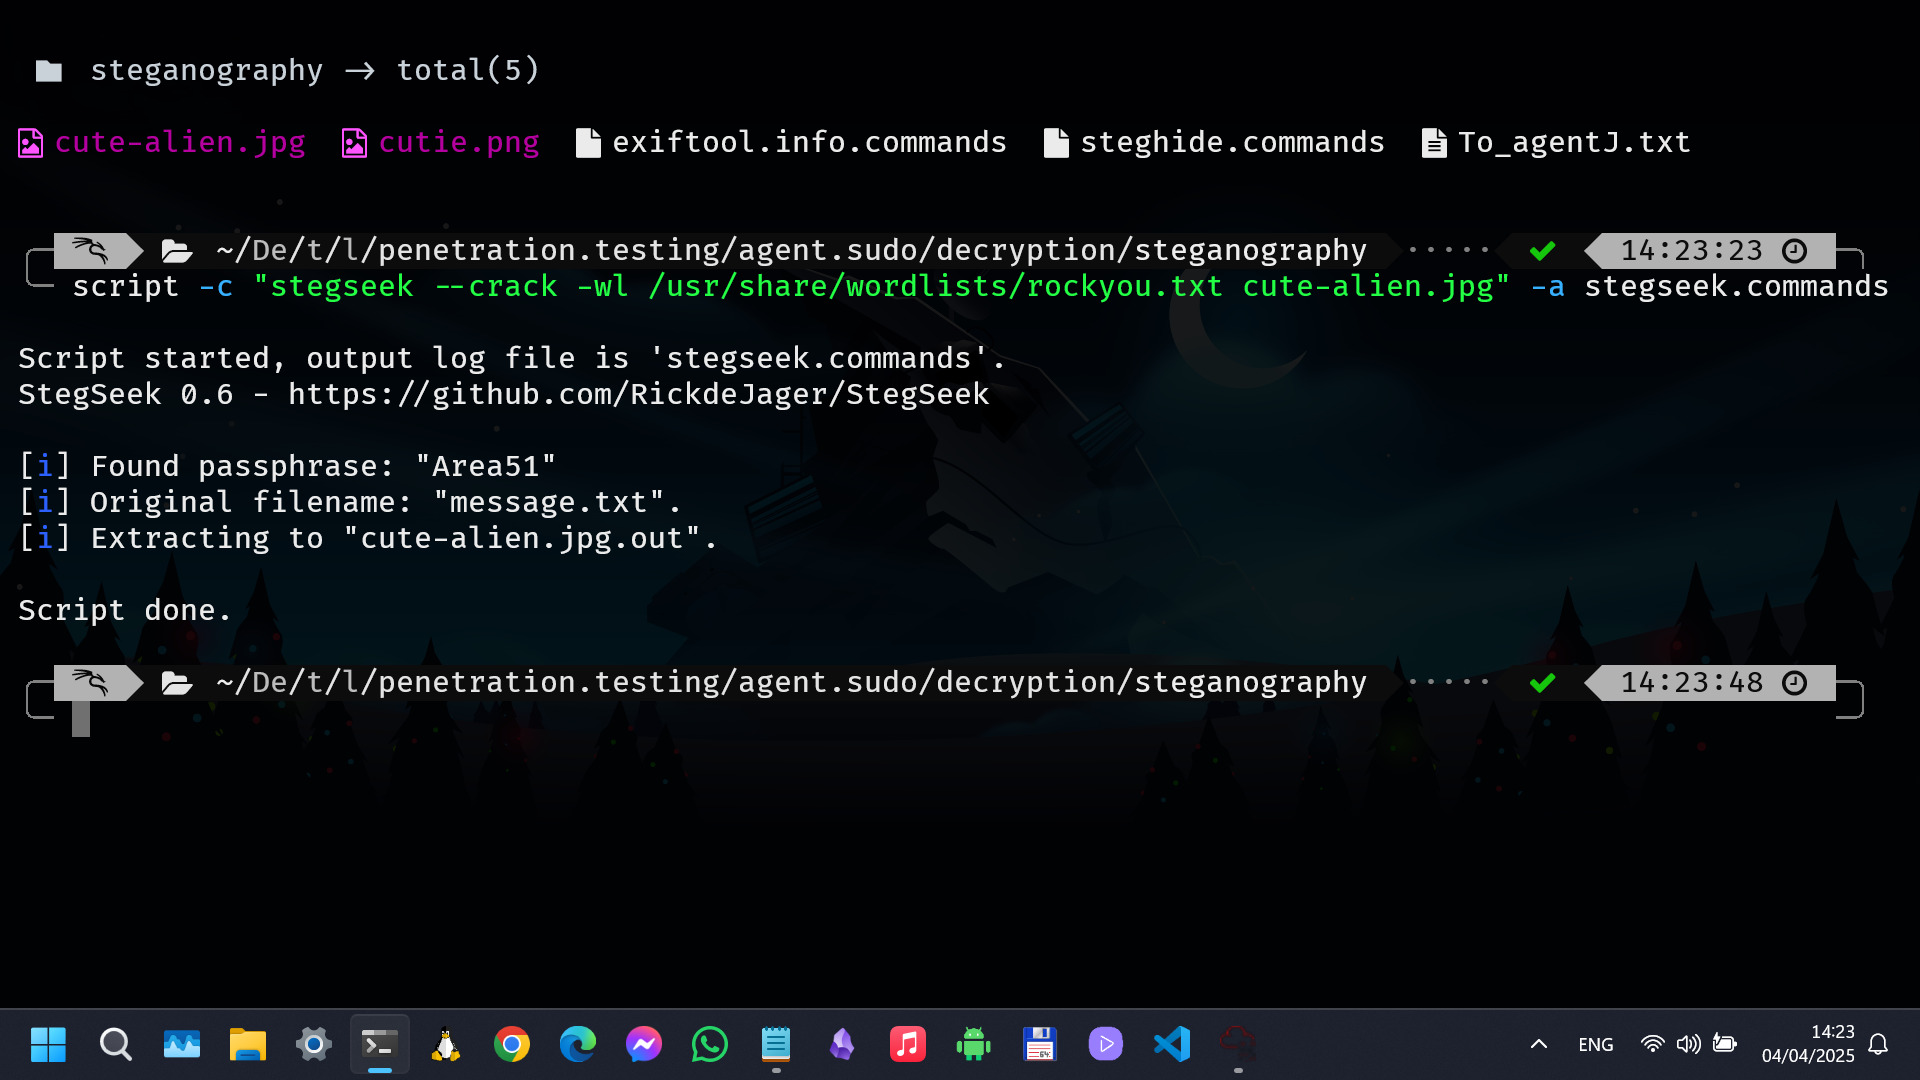 steganography → total(5)
cute-alien.jpg cutie.png exiftool.info.commands steghide.commands To_agentJ.txt
~/De/t/l/penetration.testing/agent.sudo/decryption/steganography ····· ✔ 14:23:23
script -c "stegseek --crack -wl /usr/share/wordlists/rockyou.txt cute-alien.jpg" -a stegseek.commands
Script started, output log file is 'stegseek.commands'.
StegSeek 0.6 - https://github.com/RickdeJager/StegSeek
[i] Found passphrase: "Area51"
[i] Original filename: "message.txt".
[i] Extracting to "cute-alien.jpg.out".
Script done.
~/De/t/l/penetration.testing/agent.sudo/decryption/steganography ····· ✔ 14:23:48
ENG
14:23
04/04/2025
64